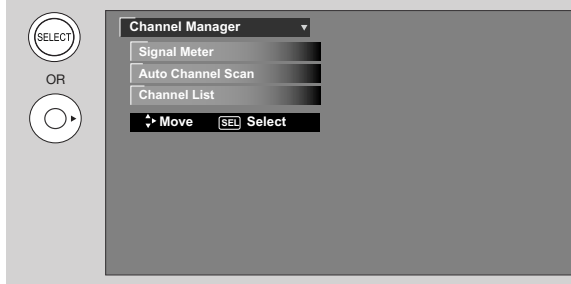 SELECT
OR
Channel Manager
Signal Meter
Auto Channel Scan
Channel List
Move SEL Select